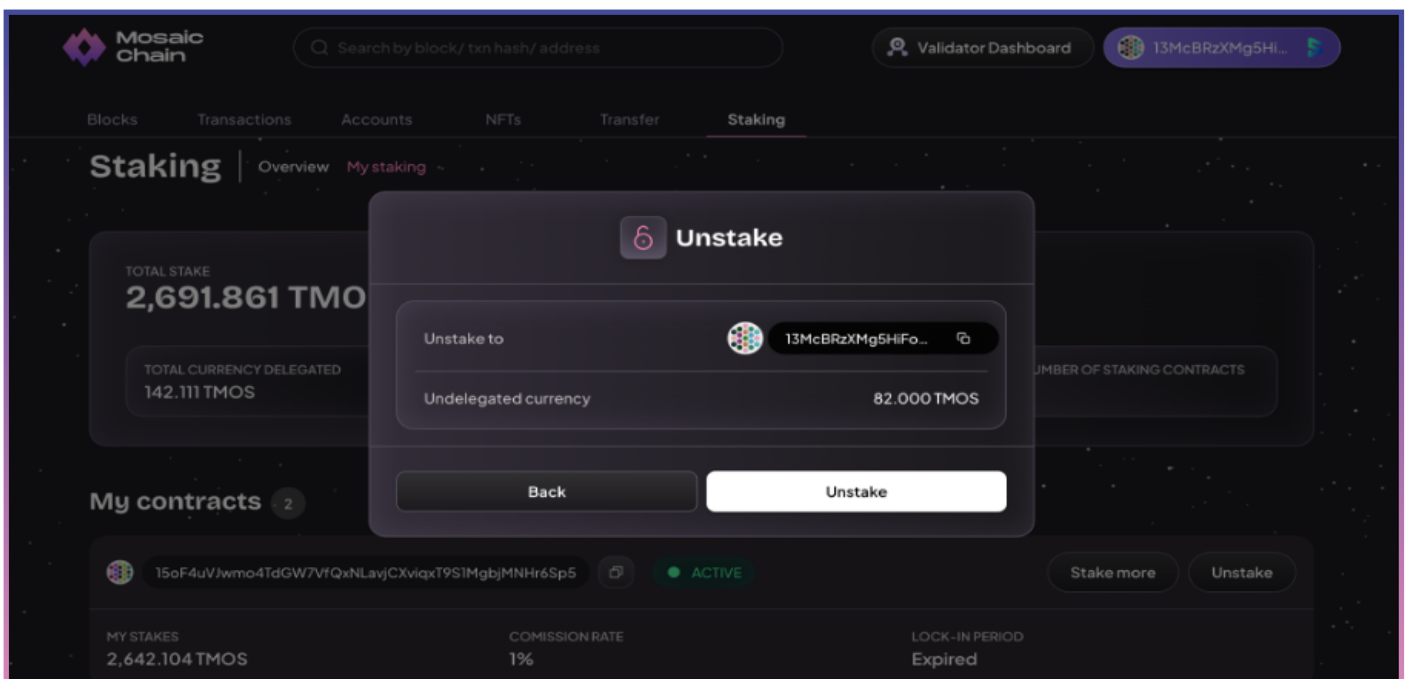 Mosaic
Chain
Search by block/ txn hash/ address
Validator Dashboard
13McBRzXMg5Hi...
Blocks Transactions Accounts NFTs Transfer Staking
Staking Overview My staking
Unstake
TOTAL STAKE
2,691.861 TMO
Unstake to 13McBRzXMg5HiFo...
TOTAL CURRENCY DELEGATED
142.111 TMOS
UMBER OF STAKING CONTRACTS
Undelegated currency 82.000 TMOS
Back Unstake
My contracts 2
15oF4uVJwmo4TdGW7VfQxNLavjCXviqxT9S1MgbjMNHr6Sp5 ACTIVE Stake more Unstake
MY STAKES COMISSION RATE LOCK-IN PERIOD
2,642.104 TMOS 1% Expired